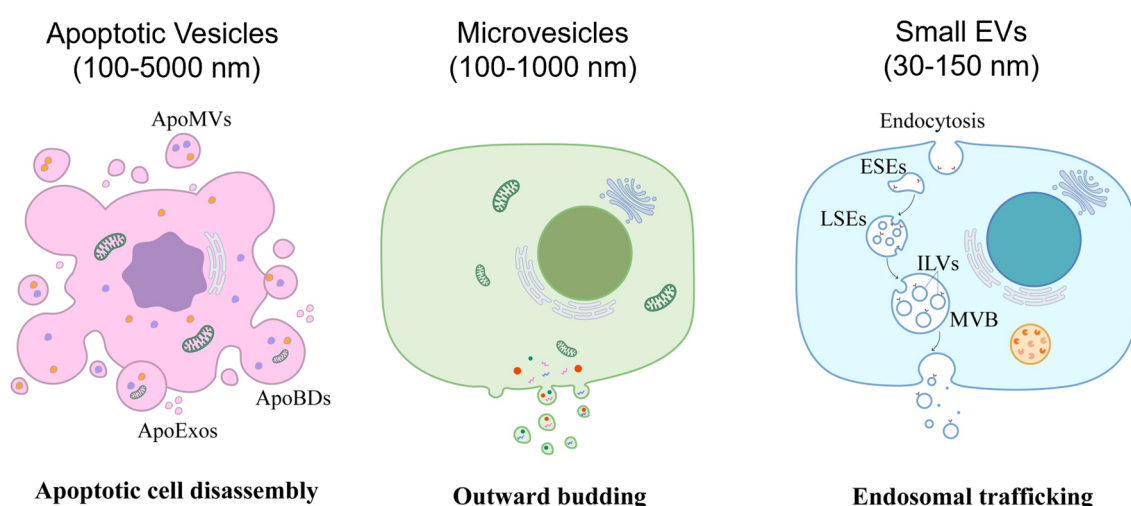 Apoptotic Vesicles
(100-5000 nm)
Microvesicles
(100-1000 nm)
Small EVs
(30-150 nm)
ApoMVs
ApoBDs
ApoExos
Endocytosis
ESEs
LSEs
ILVs
MVB
Apoptotic cell disassembly
Outward budding
Endosomal trafficking